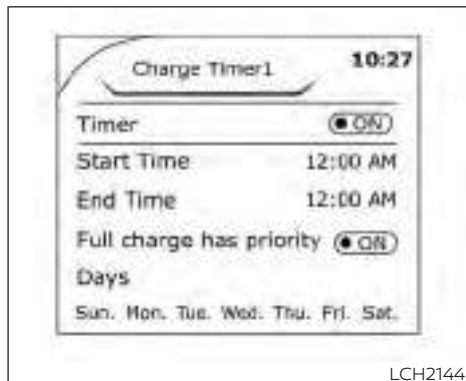 Charge Timer1 10:27
Timer ON
Start Time 12:00 AM
End Time 12:00 AM
Full charge has priority ON
Days
Sun. Mon. Tue. Wed. Thu. Fri. Sat.
LCH2144